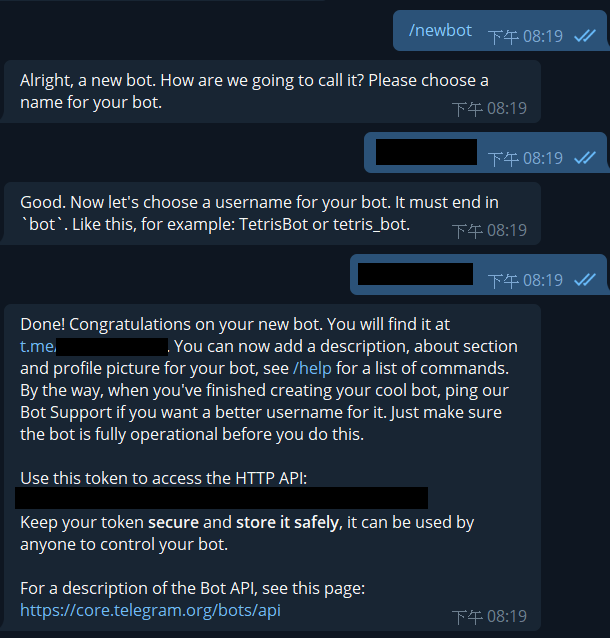 /newbot 下午 08:19
Alright, a new bot. How are we going to call it? Please choose a
name for your bot.
下午 08:19
下午 08:19
Good. Now let's choose a username for your bot. It must end in
`bot`. Like this, for example: TetrisBot or tetris_bot.
下午 08:19
下午 08:19
Done! Congratulations on your new bot. You will find it at
t.me/ . You can now add a description, about section
and profile picture for your bot, see /help for a list of commands.
By the way, when you've finished creating your cool bot, ping our
Bot Support if you want a better username for it. Just make sure
the bot is fully operational before you do this.
Use this token to access the HTTP API:
Keep your token secure and store it safely, it can be used by
anyone to control your bot.
For a description of the Bot API, see this page:
https://core.telegram.org/bots/api
下午 08:19